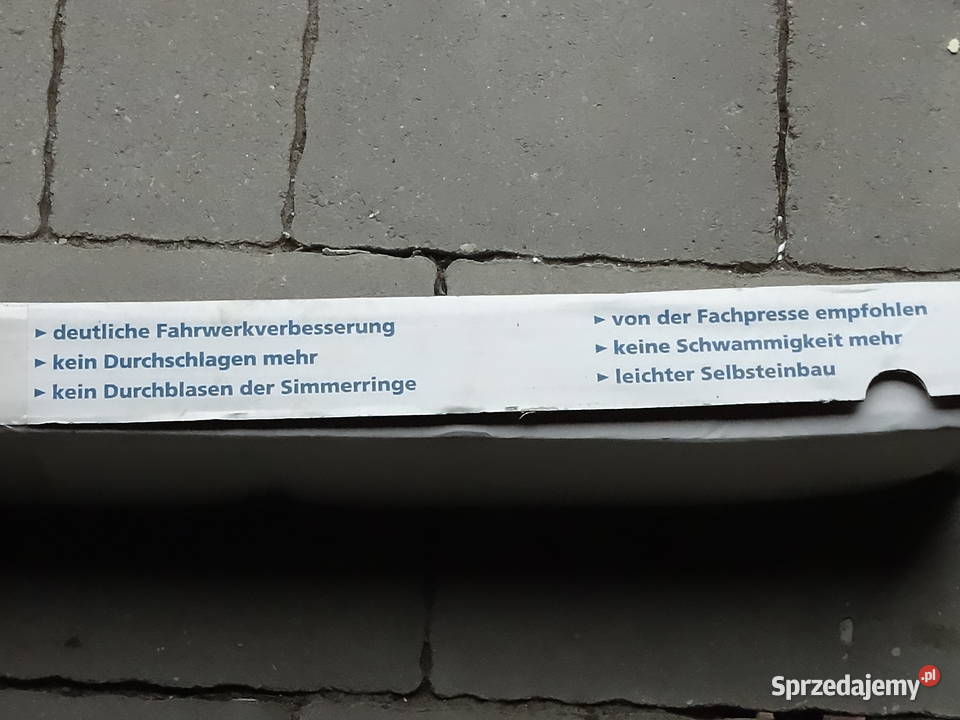 ► deutliche Fahrwerkverbesserung
► kein Durchschlagen mehr
► kein Durchblasen der Simmerringe
► von der Fachpresse empfohlen
► keine Schwammigkeit mehr
► leichter Selbsteinbau
Sprzedajemy.pl